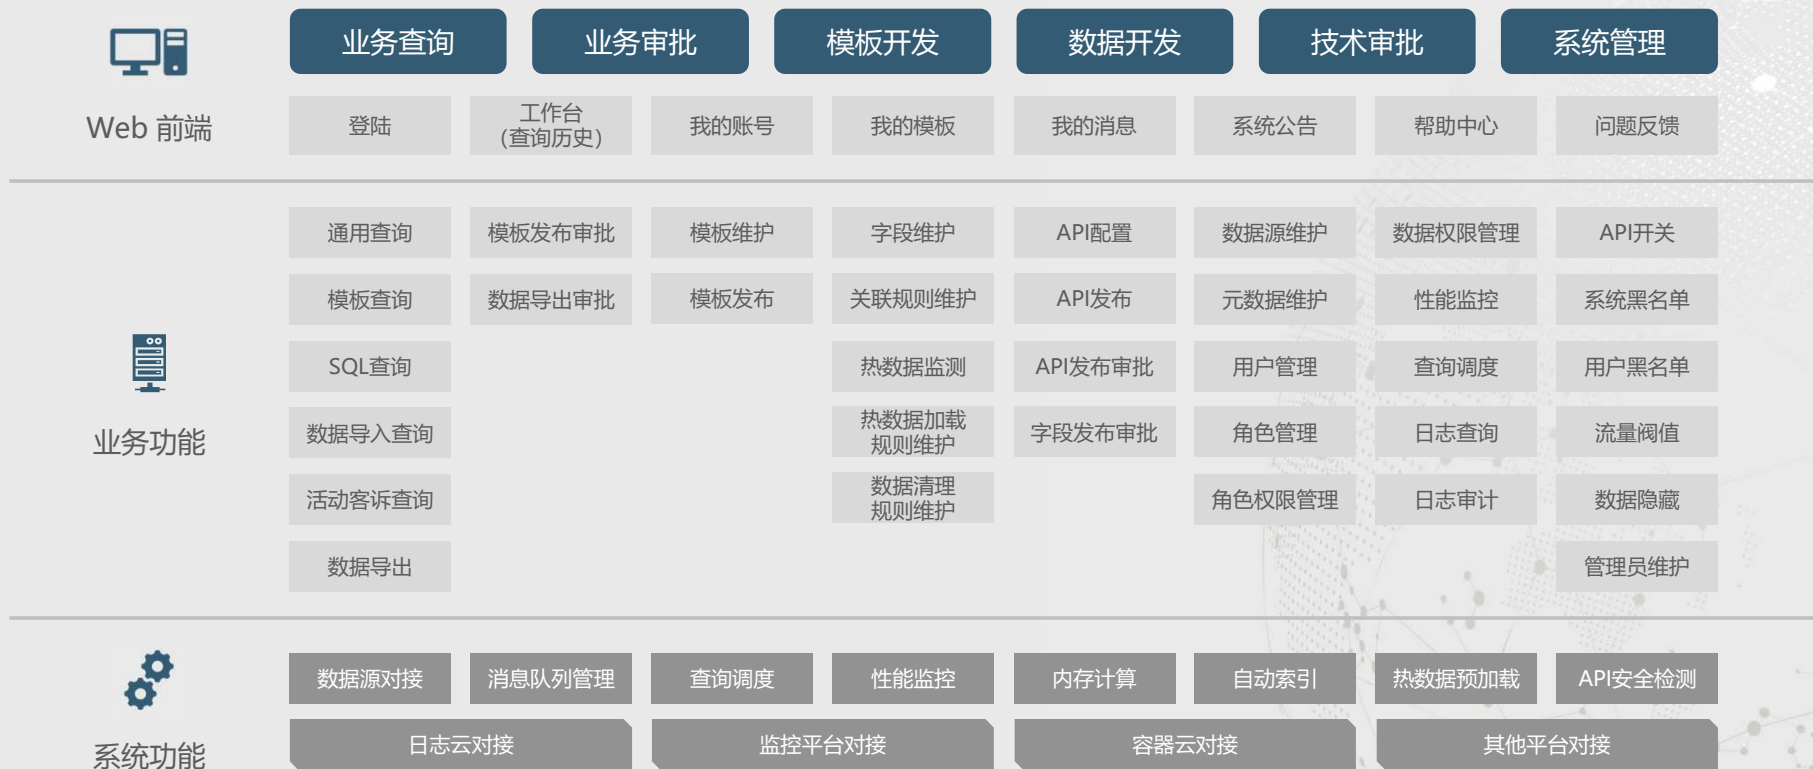 业务查询 业务审批 模板开发 数据开发 技术审批 系统管理
Web 前端
登陆 工作台 我的账号 我的模板 我的消息 系统公告 帮助中心 问题反馈
(查询历史)
通用查询 模板发布审批 模板维护 字段维护 API配置 数据源维护 数据权限管理 API开关
模板查询 数据导出审批 模板发布 关联规则维护 API发布 元数据维护 性能监控 系统黑名单
SQL查询 热数据监测 API发布审批 用户管理 查询调度 用户黑名单
业务功能
数据导入查询 热数据加载 字段发布审批 角色管理 日志查询 流量阀值
规则维护
活动客诉查询 数据清理 角色权限管理 日志审计 数据隐藏
规则维护
数据导出 管理员维护
数据源对接 消息队列管理 查询调度 性能监控 内存计算 自动索引 热数据预加载 API安全检测
系统功能
日志云对接 监控平台对接 容器云对接 其他平台对接